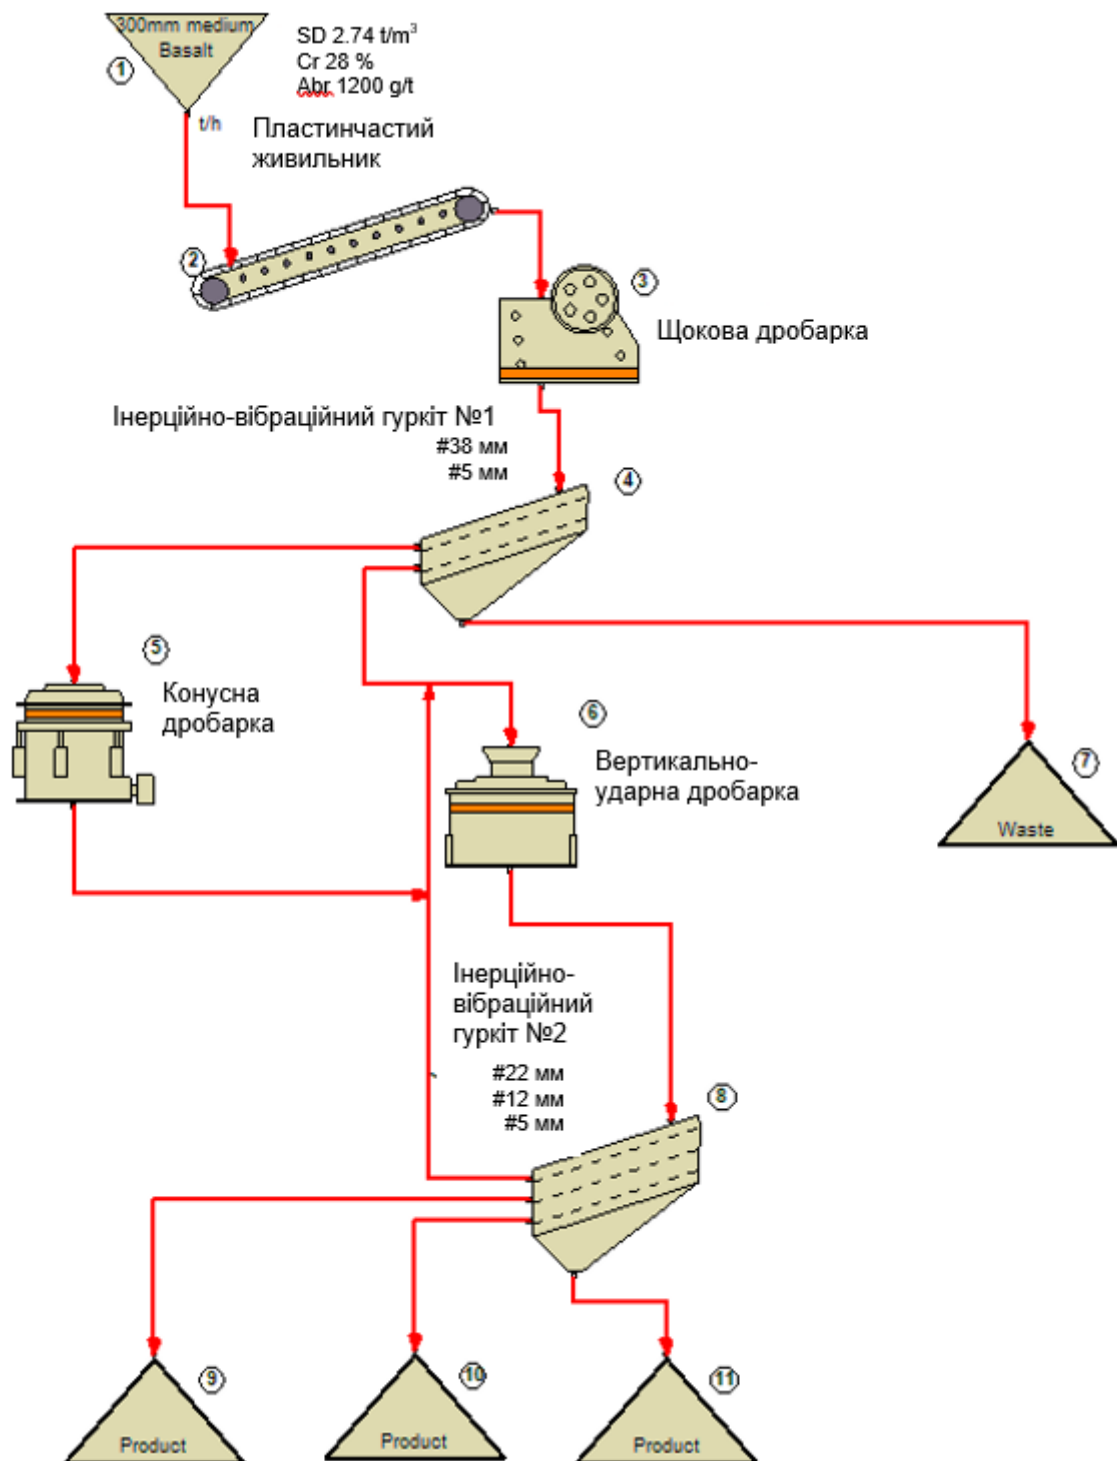 300mm medium
Basalt
1
SD 2.74 t/m³
Cr 28 %
Abr. 1200 g/t
t/h
Пластинчастий
живильник
2
3
Щокова дробарка
Інерційно-вібраційний гуркіт №1
#38 мм
#5 мм
4
5
Конусна
дробарка
6
Вертикально-
ударна дробарка
7
Waste
Інерційно-
вібраційний
гуркіт №2
#22 мм
#12 мм
#5 мм
8
9
Product
10
Product
11
Product